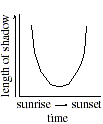 length of shadow
sunrise → sunset
time